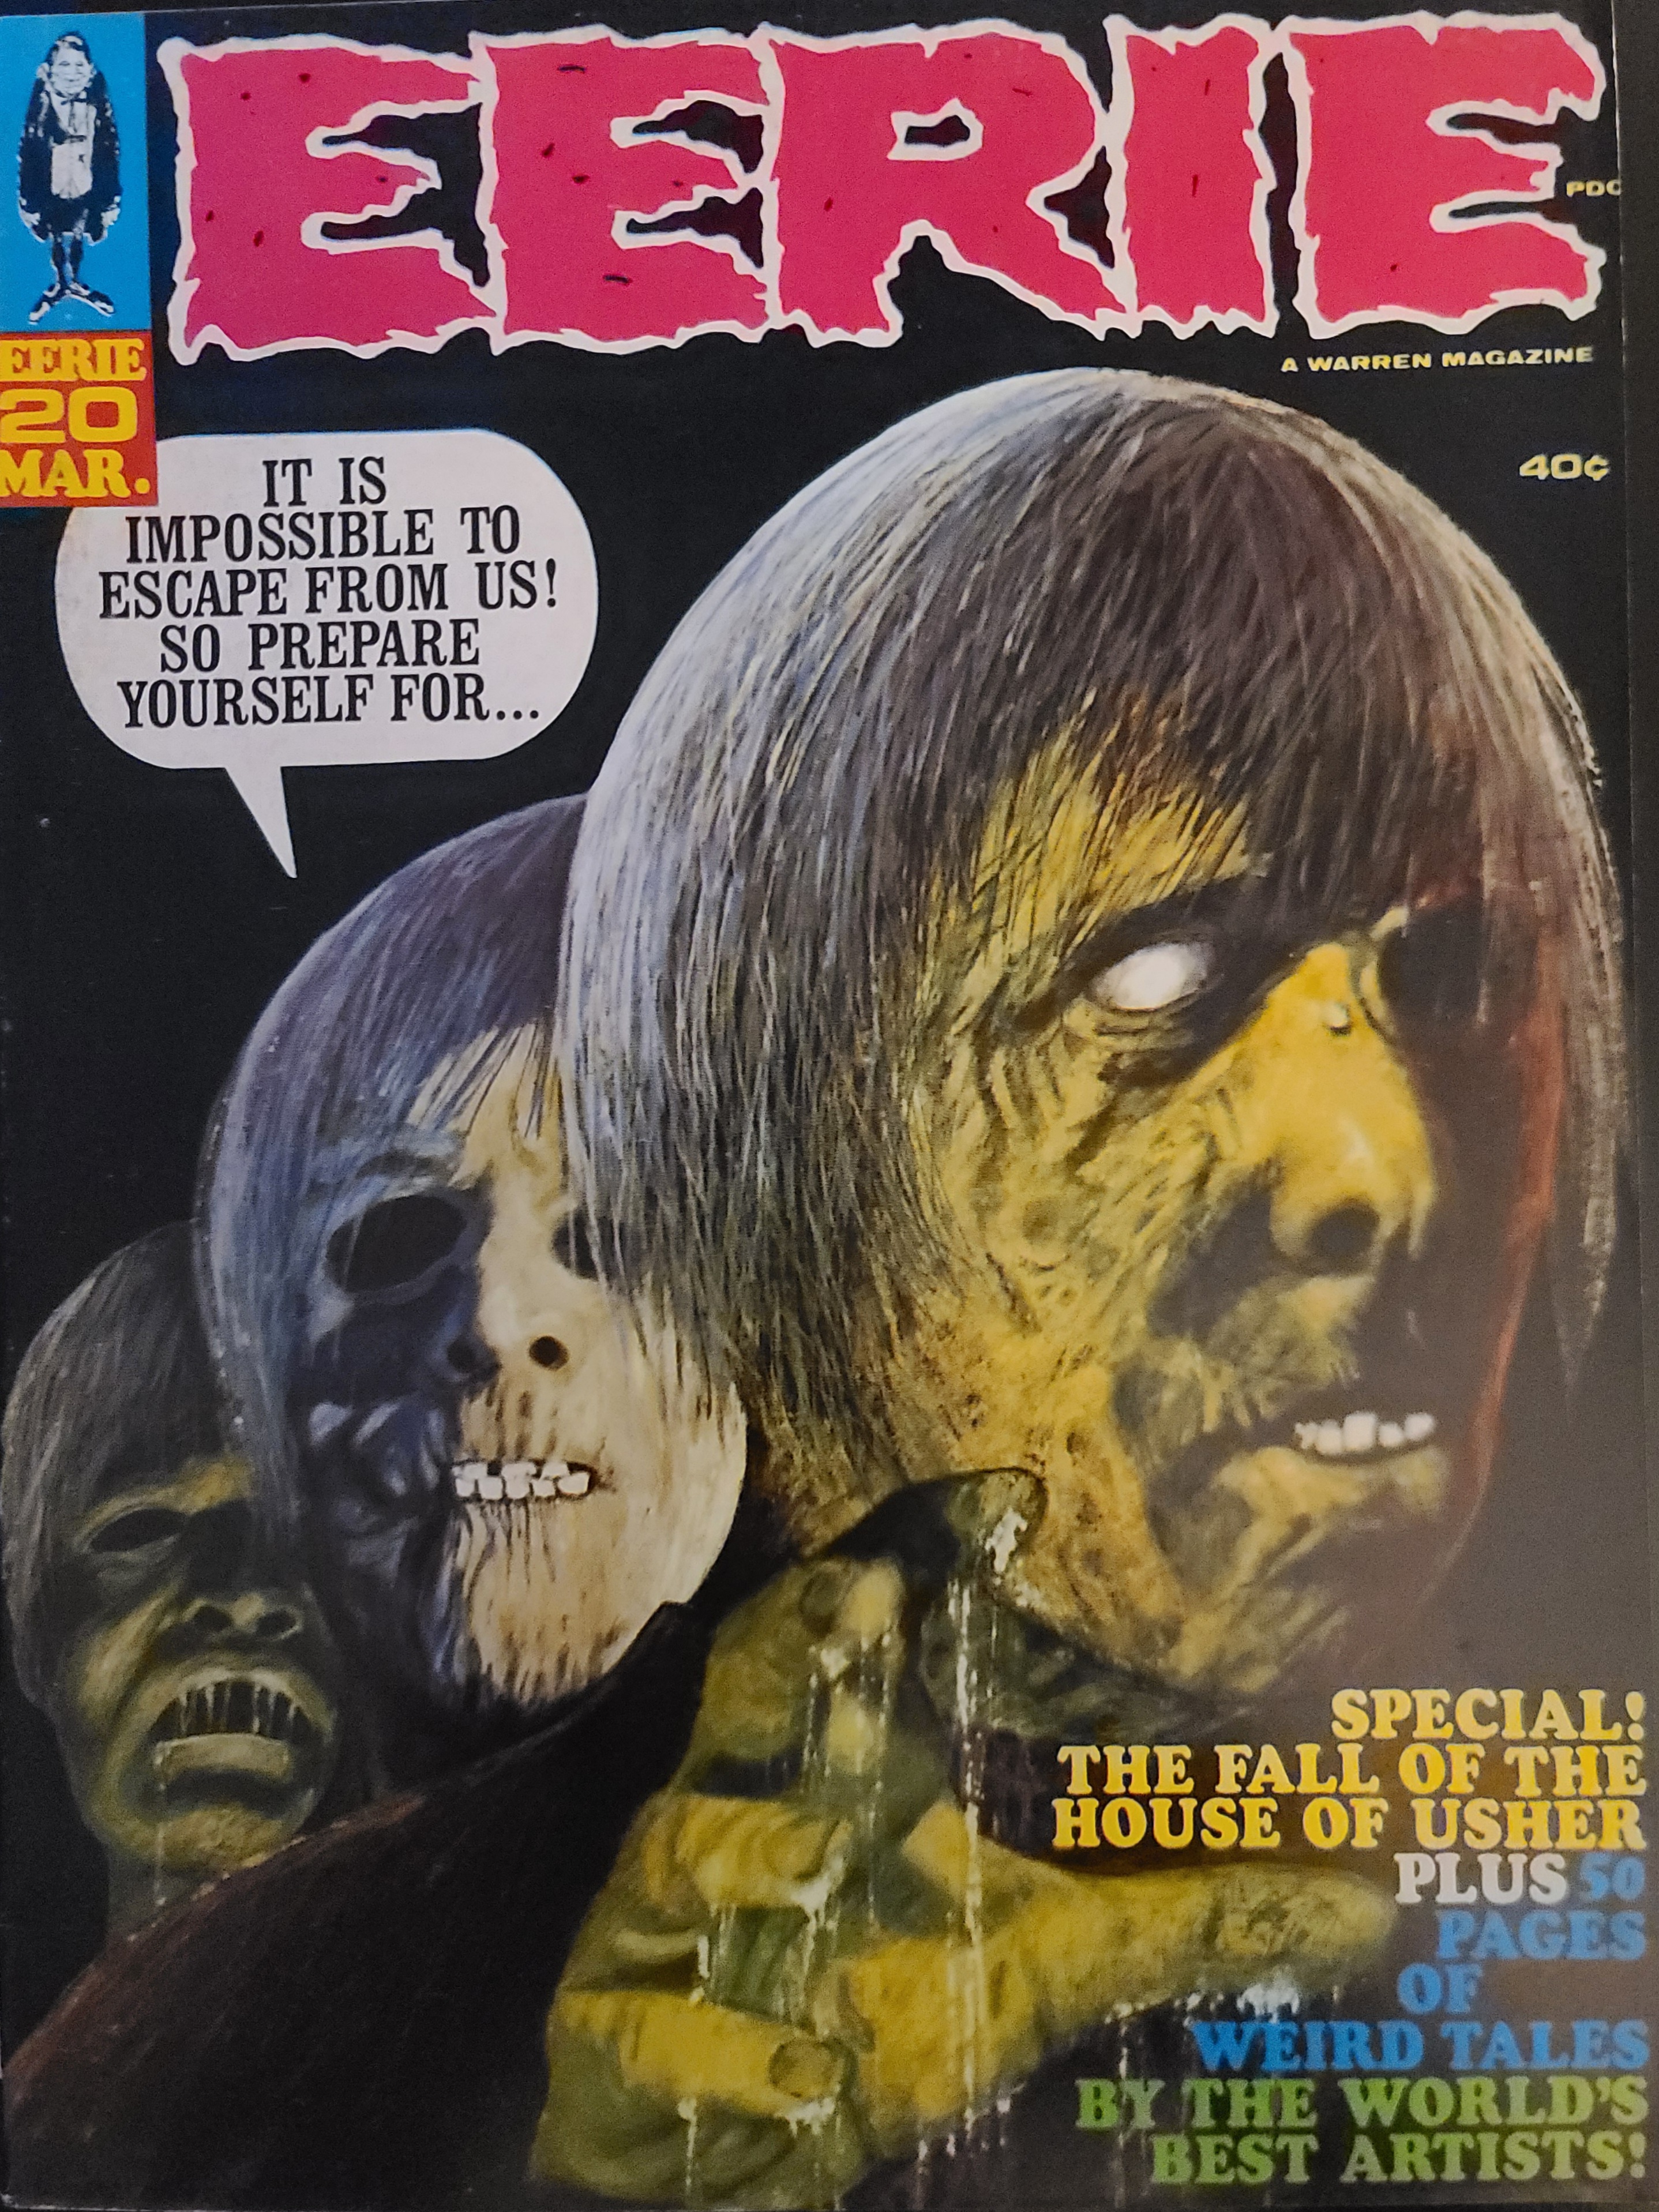 EERIE
PDC
A WARREN MAGAZINE
EERIE
20
MAR.
40¢
IT IS
IMPOSSIBLE TO
ESCAPE FROM US!
SO PREPARE
YOURSELF FOR...
SPECIAL!
THE FALL OF THE
HOUSE OF USHER
PLUS 50
PAGES
OF
WEIRD TALES
BY THE WORLD'S
BEST ARTISTS!